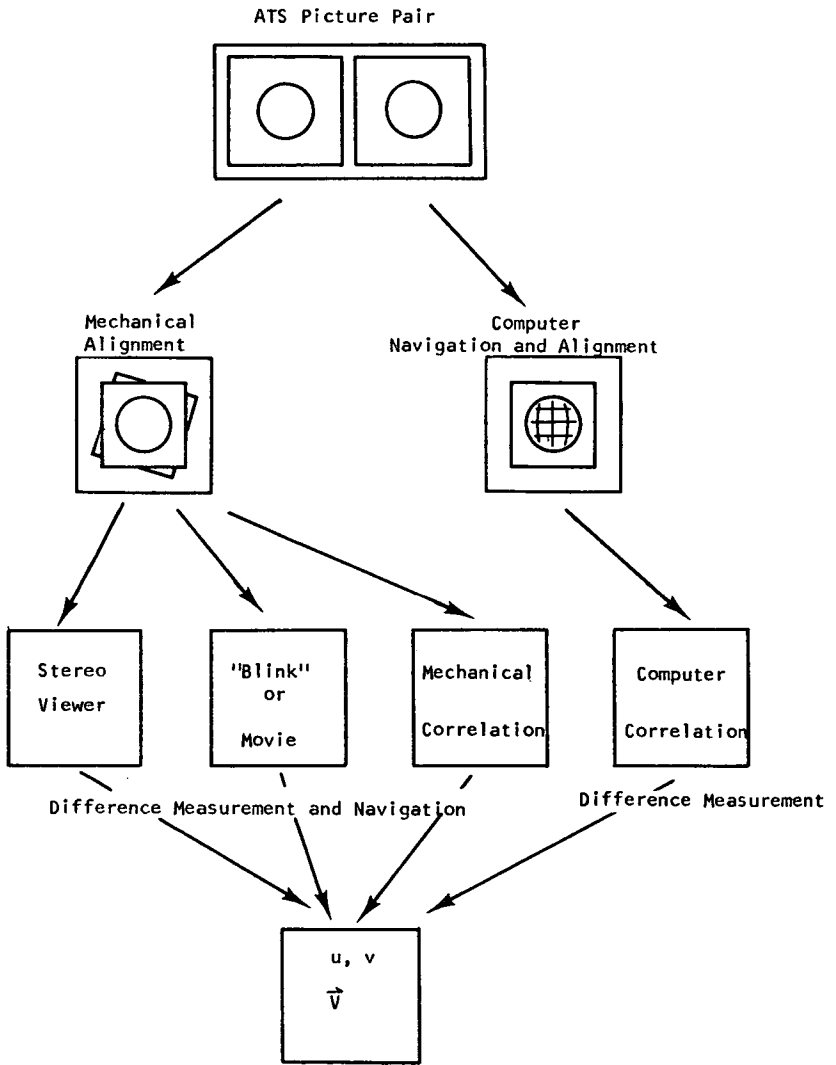 ATS Picture Pair
Mechanical
Alignment
Computer
Navigation and Alignment
Stereo
Viewer
"Blink"
or
Movie
Mechanical
Correlation
Computer
Correlation
Difference Measurement and Navigation
Difference Measurement
u, v
V⃗